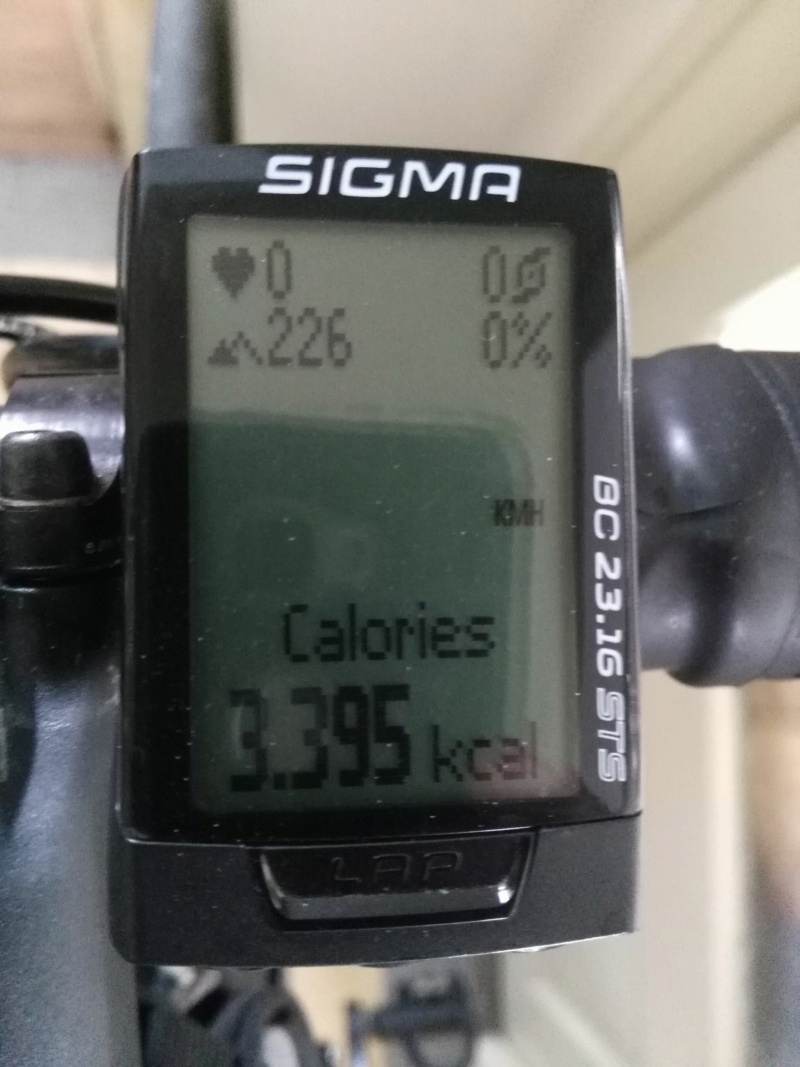 SIGMA
0 0
226 0%
KMH
Calories
3.395 kcal
BC 23.16 STS
LAP